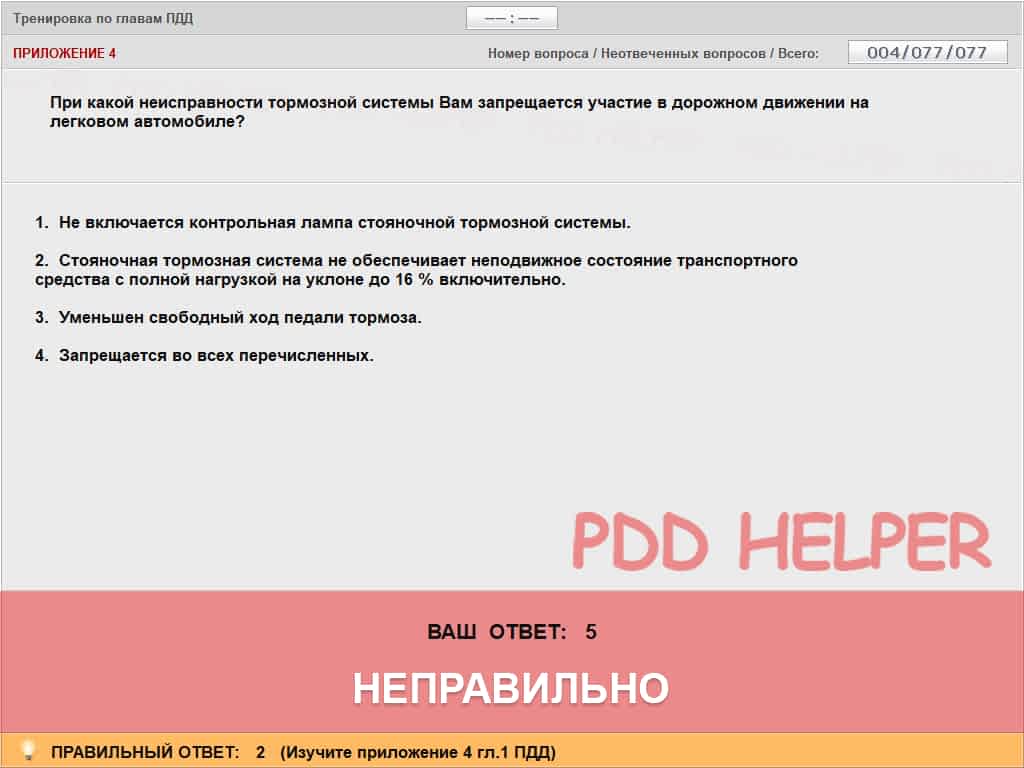 Тренировка по главам ПДД
—— : ——
ПРИЛОЖЕНИЕ 4
Номер вопроса / Неотвеченных вопросов / Всего:
004/077/077
При какой неисправности тормозной системы Вам запрещается участие в дорожном движении на
легковом автомобиле?
1. Не включается контрольная лампа стояночной тормозной системы.
2. Стояночная тормозная система не обеспечивает неподвижное состояние транспортного
средства с полной нагрузкой на уклоне до 16 % включительно.
3. Уменьшен свободный ход педали тормоза.
4. Запрещается во всех перечисленных.
PDD HELPER
ВАШ ОТВЕТ: 5
НЕПРАВИЛЬНО
ПРАВИЛЬНЫЙ ОТВЕТ: 2 (Изучите приложение 4 гл.1 ПДД)